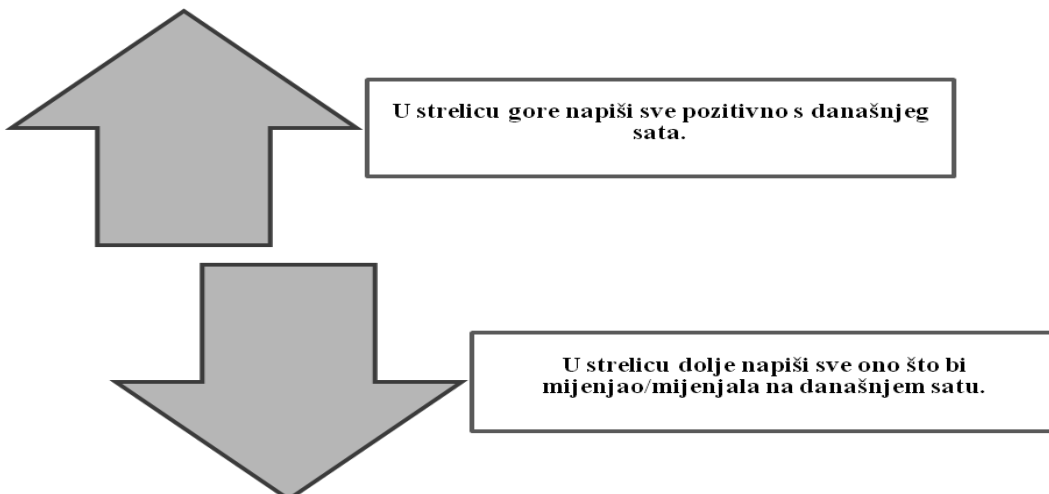 U strelicu gore napiši sve pozitivno s današnjeg
sata.
U strelicu dolje napiši sve ono što bi
mijenjao/mijenjala na današnjem satu.